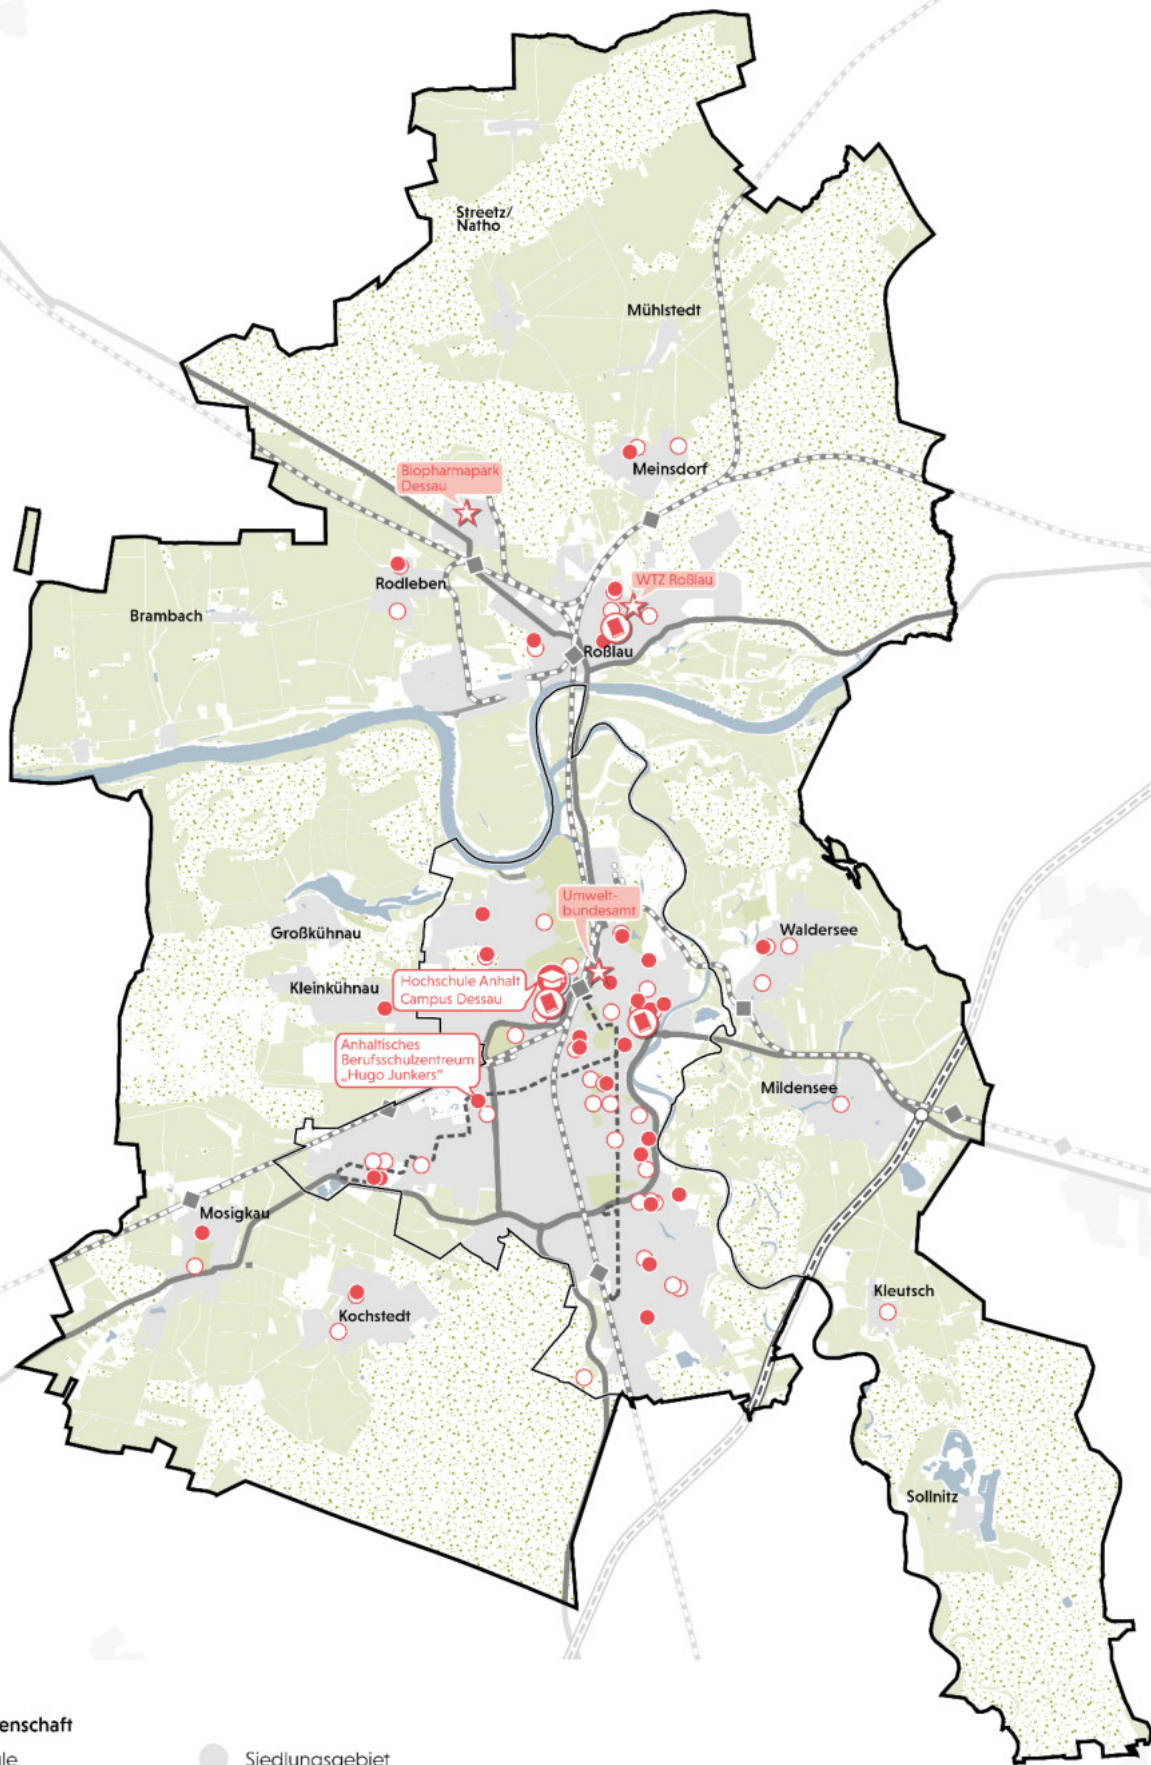 Streetz/
Natho
Mühlstedt
Biopharmapark
Dessau
Meinsdorf
Rodleben
WTZ Roßlau
Brambach
Roßlau
Umwelt-
bundesamt
Großkühnau
Waldersee
Kleinkühnau
Hochschule Anhalt
Campus Dessau
Anhaltisches
Berufsschulzentreum
„Hugo Junkers"
Mildensee
Mosigkau
Kochstedt
Kleutsch
Sollnitz
enschaft
Siedlungsgebiet